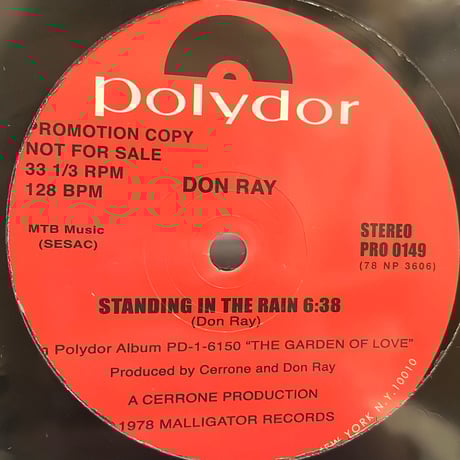 polydor
PROMOTION COPY
NOT FOR SALE
33 1/3 RPM
128 BPM
DON RAY
MTB Music
(SESAC)
STEREO
PRO 0149
(78 NP 3606)
STANDING IN THE RAIN 6:38
(Don Ray)
Polydor Album PD-1-6150 "THE GARDEN OF LOVE"
Produced by Cerrone and Don Ray
A CERRONE PRODUCTION
1978 MALLIGATOR RECORDS
YORK N.Y. 10010